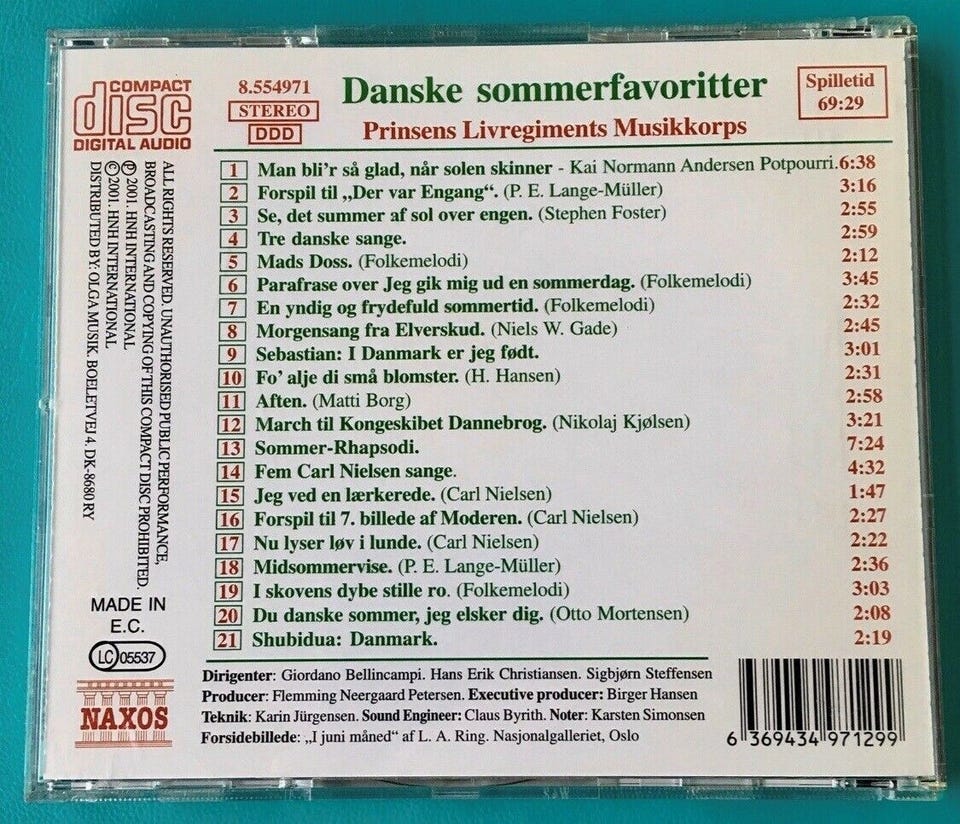 COMPACT
disc
DIGITAL AUDIO
8.554971
STEREO
DDD
Danske sommerfavoritter
Prinsens Livregiments Musikkorps
Spilletid
69:29
1 Man bli'r så glad, når solen skinner - Kai Normann Andersen Potpourri. 6:38
2 Forspil til „Der var Engang“. (P. E. Lange-Müller) 3:16
3 Se, det summer af sol over engen. (Stephen Foster) 2:55
4 Tre danske sange. 2:59
5 Mads Doss. (Folkemelodi) 2:12
6 Parafrase over Jeg gik mig ud en sommerdag. (Folkemelodi) 3:45
7 En yndig og frydefuld sommertid. (Folkemelodi) 2:32
8 Morgensang fra Elverskud. (Niels W. Gade) 2:45
9 Sebastian: I Danmark er jeg født. 3:01
10 Fo' alje di små blomster. (H. Hansen) 2:31
11 Aften. (Matti Borg) 2:58
12 March til Kongeskibet Dannebrog. (Nikolaj Kjølsen) 3:21
13 Sommer-Rhapsodi. 7:24
14 Fem Carl Nielsen sange. 4:32
15 Jeg ved en lærkerede. (Carl Nielsen) 1:47
16 Forspil til 7. billede af Moderen. (Carl Nielsen) 2:27
17 Nu lyser løv i lunde. (Carl Nielsen) 2:22
18 Midsommervise. (P. E. Lange-Müller) 2:36
19 I skovens dybe stille ro. (Folkemelodi) 3:03
20 Du danske sommer, jeg elsker dig. (Otto Mortensen) 2:08
21 Shubidua: Danmark. 2:19
Dirigenter: Giordano Bellincampi. Hans Erik Christiansen. Sigbjørn Steffensen
Producer: Flemming Neergaard Petersen. Executive producer: Birger Hansen
Teknik: Karin Jürgensen. Sound Engineer: Claus Byrith. Noter: Karsten Simonsen
Forsidebillede: „I juni måned“ af L. A. Ring. Nasjonalgalleriet, Oslo
6 369434 971299
ALL RIGHTS RESERVED. UNAUTHORISED PUBLIC PERFORMANCE,
BROADCASTING AND COPYING OF THIS COMPACT DISC PROHIBITED.
℗ 2001. HNH INTERNATIONAL
© 2001. HNH INTERNATIONAL
DISTRIBUTED BY: OLGA MUSIK. BOELETVEJ 4. DK-8680 RY
MADE IN
E.C.
LC 05537
NAXOS